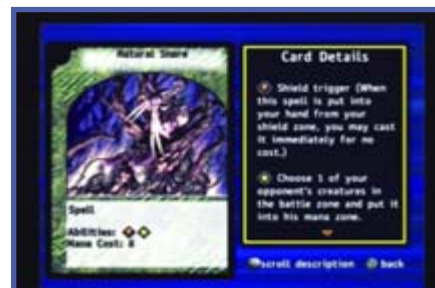 Natural Snare
Spell
Abilities:
Mana Cost: 8
Card Details
Shield trigger (When
this spell is put into
your hand from your
shield zone, you may cast
it immediately for no
cost.)
Choose 1 of your
opponent's creatures in
the battle zone and put it
into his mana zone.
scroll description
back